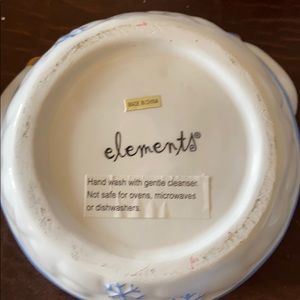 MADE IN CHINA
elements®
Hand wash with gentle cleanser.
Not safe for ovens, microwaves
or dishwashers.